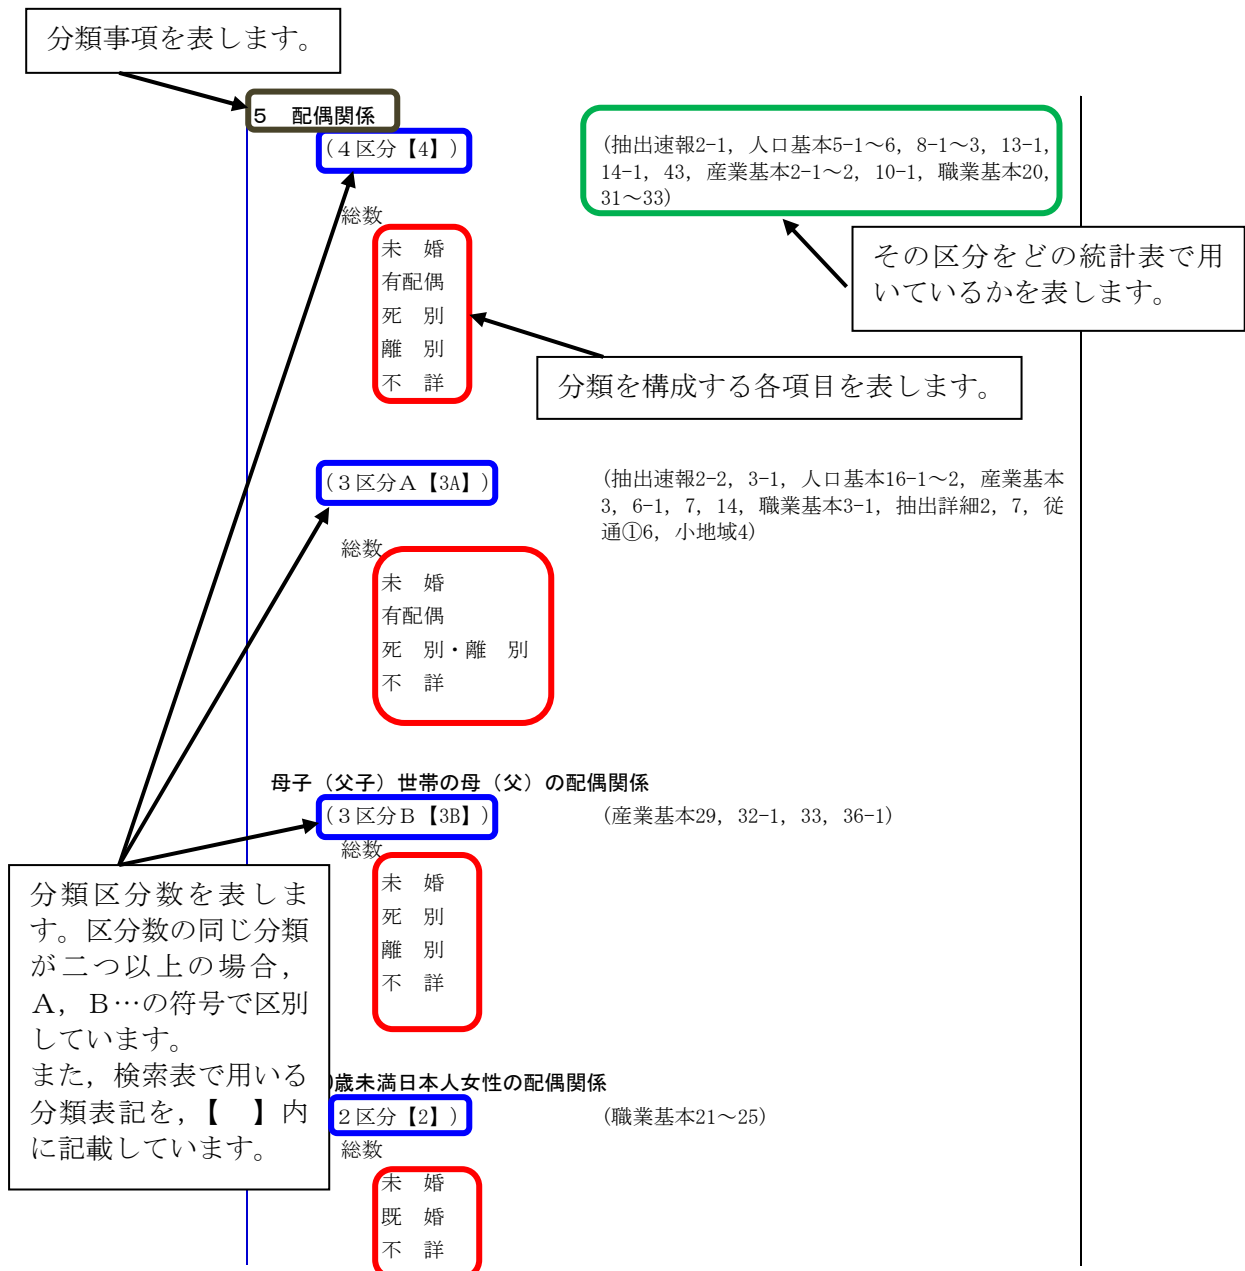 分類事項を表します。
5　配偶関係
(４区分【4】)
(抽出速報2-1, 人口基本5-1～6, 8-1～3, 13-1,
14-1, 43, 産業基本2-1～2, 10-1, 職業基本20,
31～33)
総数
未　婚
有配偶
死　別
離　別
不　詳
その区分をどの統計表で用
いているかを表します。
分類を構成する各項目を表します。
(３区分Ａ【3A】)
(抽出速報2-2, 3-1, 人口基本16-1～2, 産業基本
3, 6-1, 7, 14, 職業基本3-1, 抽出詳細2, 7, 従
通①6, 小地域4)
総数
未　婚
有配偶
死　別・離　別
不　詳
母子（父子）世帯の母（父）の配偶関係
(３区分Ｂ【3B】)
(産業基本29, 32-1, 33, 36-1)
総数
未　婚
死　別
離　別
不　詳
分類区分数を表しま
す。区分数の同じ分類
が二つ以上の場合，
Ａ，Ｂ…の符号で区別
しています。
また，検索表で用いる
分類表記を，【　】内
に記載しています。
歳未満日本人女性の配偶関係
２区分【2】)
(職業基本21～25)
総数
未　婚
既　婚
不　詳